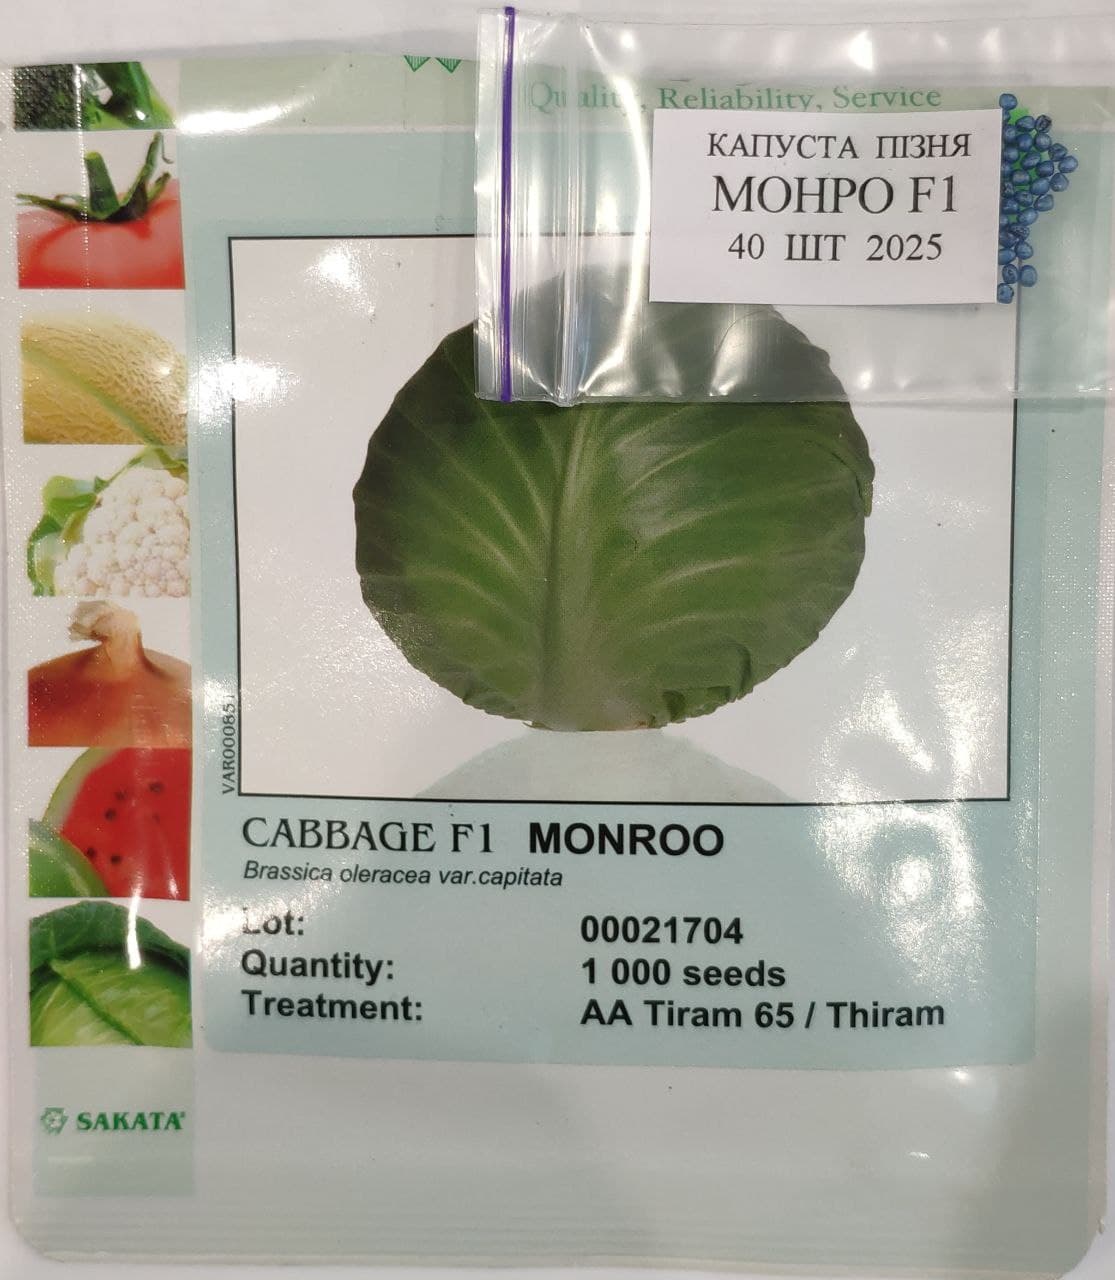 Quality, Reliability, Service
КАПУСТА ПІЗНЯ
МОНРО F1
40 ШТ 2025
VAR000851
CABBAGE F1 MONROO
Brassica oleracea var.capitata
Lot: 00021704
Quantity: 1 000 seeds
Treatment: AA Tiram 65 / Thiram
SAKATA